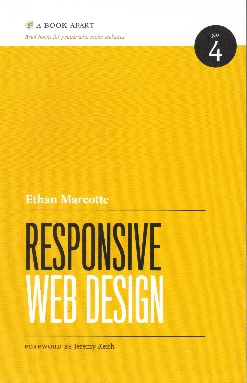 A BOOK APART
Brief books for people who make websites
No
4
Ethan Marcotte
RESPONSIVE
WEB DESIGN
FOREWORD BY Jeremy Keith